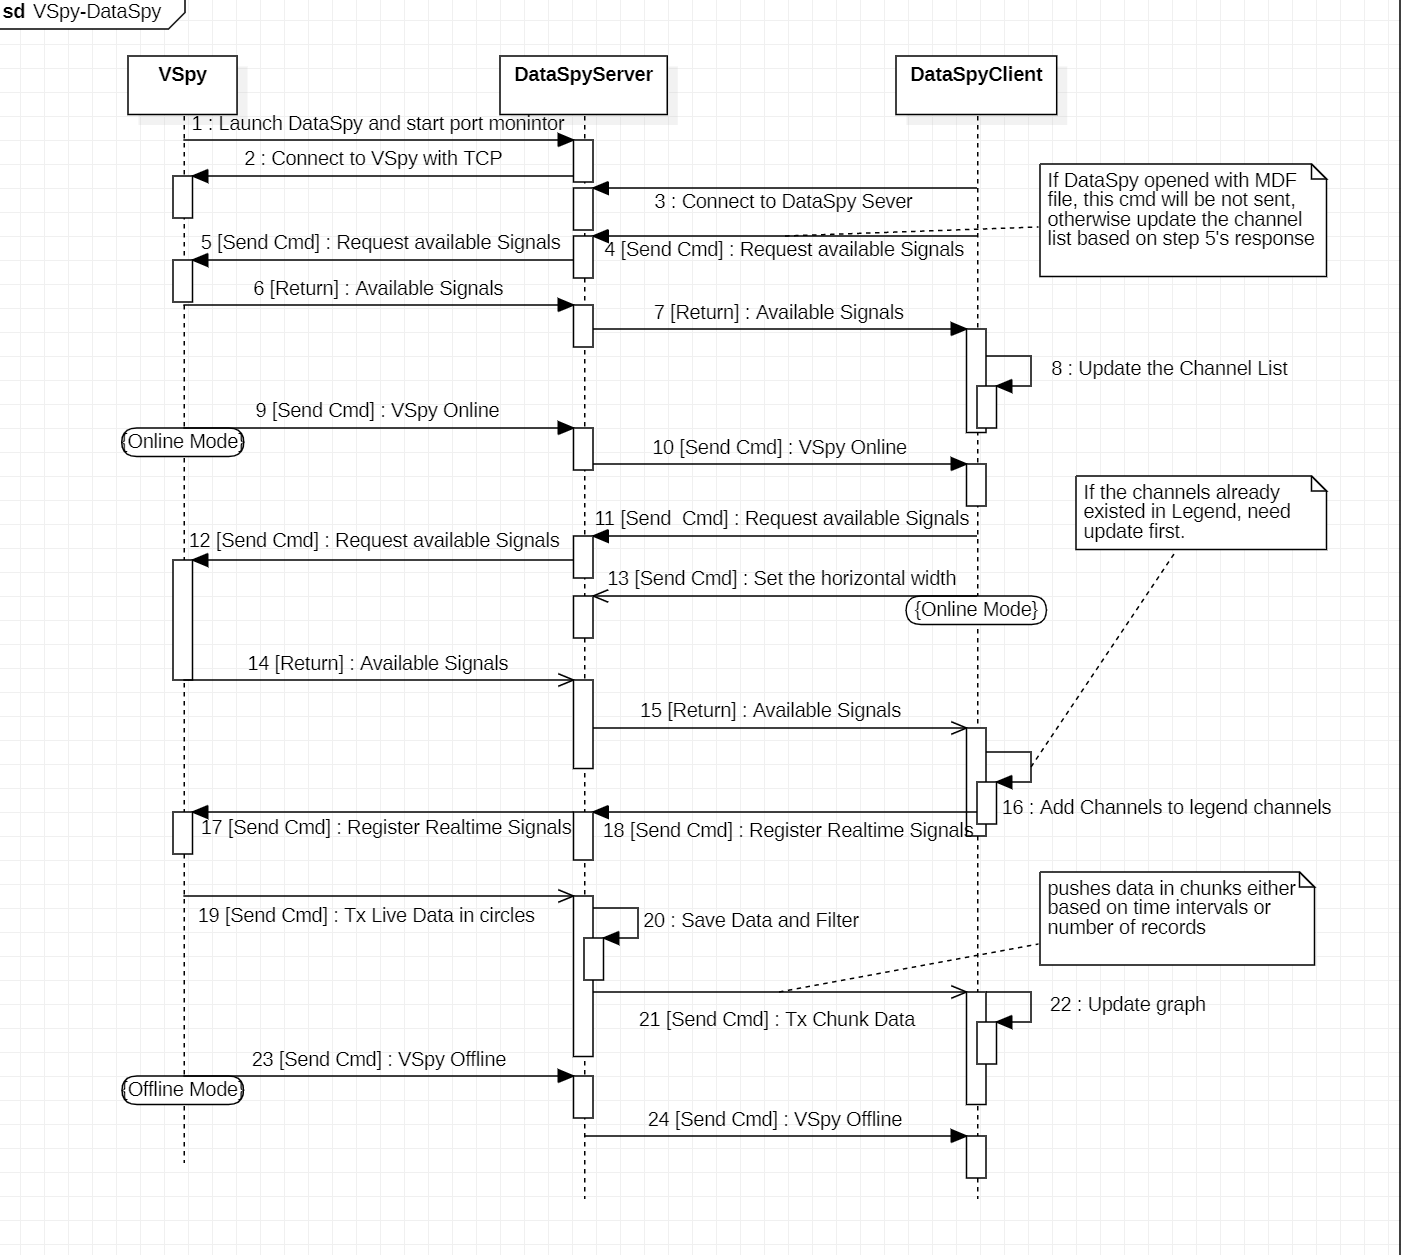 sd VSpy-DataSpy
VSpy
DataSpyServer
DataSpyClient
1 : Launch DataSpy and start port monintor
2 : Connect to VSpy with TCP
3 : Connect to DataSpy Sever
If DataSpy opened with MDF
file, this cmd will be not sent,
otherwise update the channel
list based on step 5's response
5 [Send Cmd] : Request available Signals
4 [Send Cmd] : Request available Signals
6 [Return] : Available Signals
7 [Return] : Available Signals
8 : Update the Channel List
9 [Send Cmd] : VSpy Online
{Online Mode}
10 [Send Cmd] : VSpy Online
If the channels already
existed in Legend, need
update first.
11 [Send  Cmd] : Request available Signals
12 [Send Cmd] : Request available Signals
13 [Send Cmd] : Set the horizontal width
{Online Mode}
14 [Return] : Available Signals
15 [Return] : Available Signals
16 : Add Channels to legend channels
17 [Send Cmd] : Register Realtime Signals
18 [Send Cmd] : Register Realtime Signals
pushes data in chunks either
based on time intervals or
number of records
19 [Send Cmd] : Tx Live Data in circles
20 : Save Data and Filter
21 [Send Cmd] : Tx Chunk Data
22 : Update graph
23 [Send Cmd] : VSpy Offline
{Offline Mode}
24 [Send Cmd] : VSpy Offline